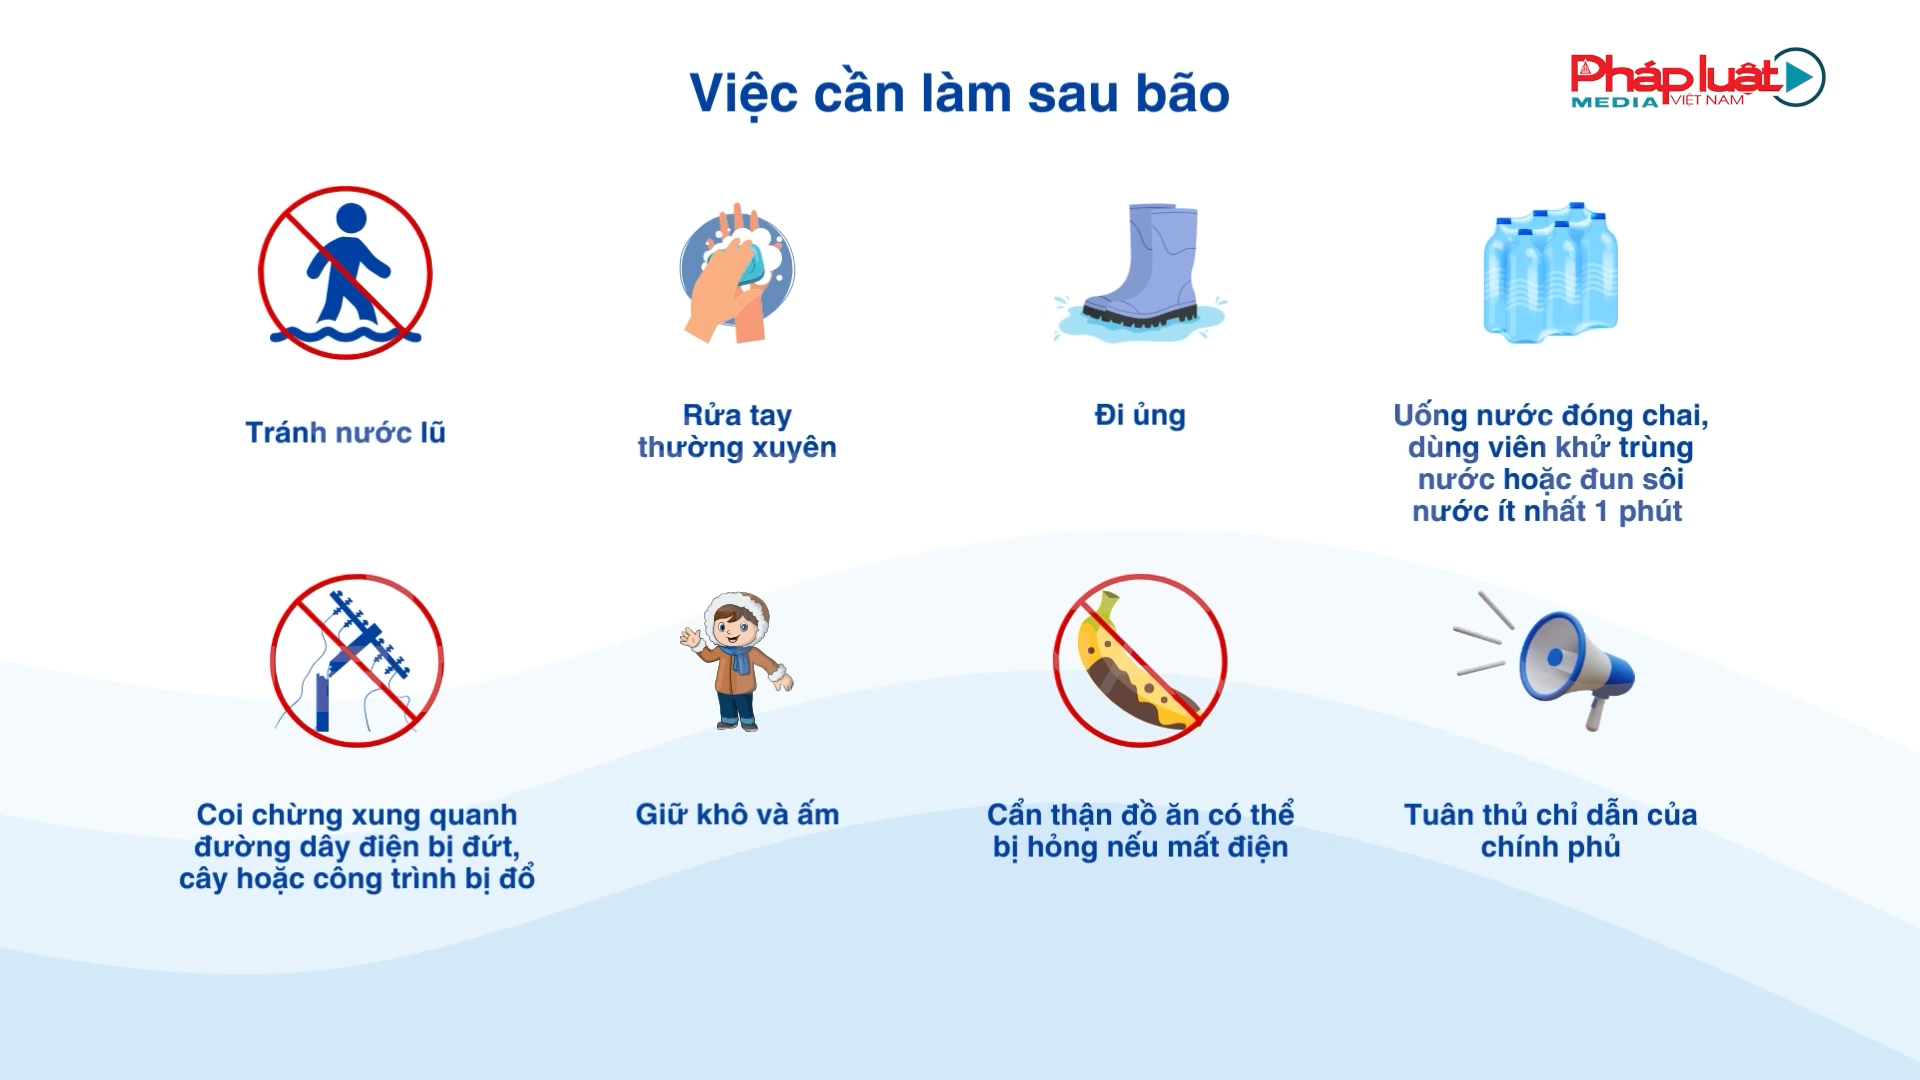 Việc cần làm sau bão
Pháp luật
MEDIA VIỆT NAM
Tránh nước lũ
Rửa tay
thường xuyên
Đi ủng
Uống nước đóng chai,
dùng viên khử trùng
nước hoặc đun sôi
nước ít nhất 1 phút
Coi chừng xung quanh
đường dây điện bị đứt,
cây hoặc công trình bị đổ
Giữ khô và ấm
Cẩn thận đồ ăn có thể
bị hỏng nếu mất điện
Tuân thủ chỉ dẫn của
chính phủ